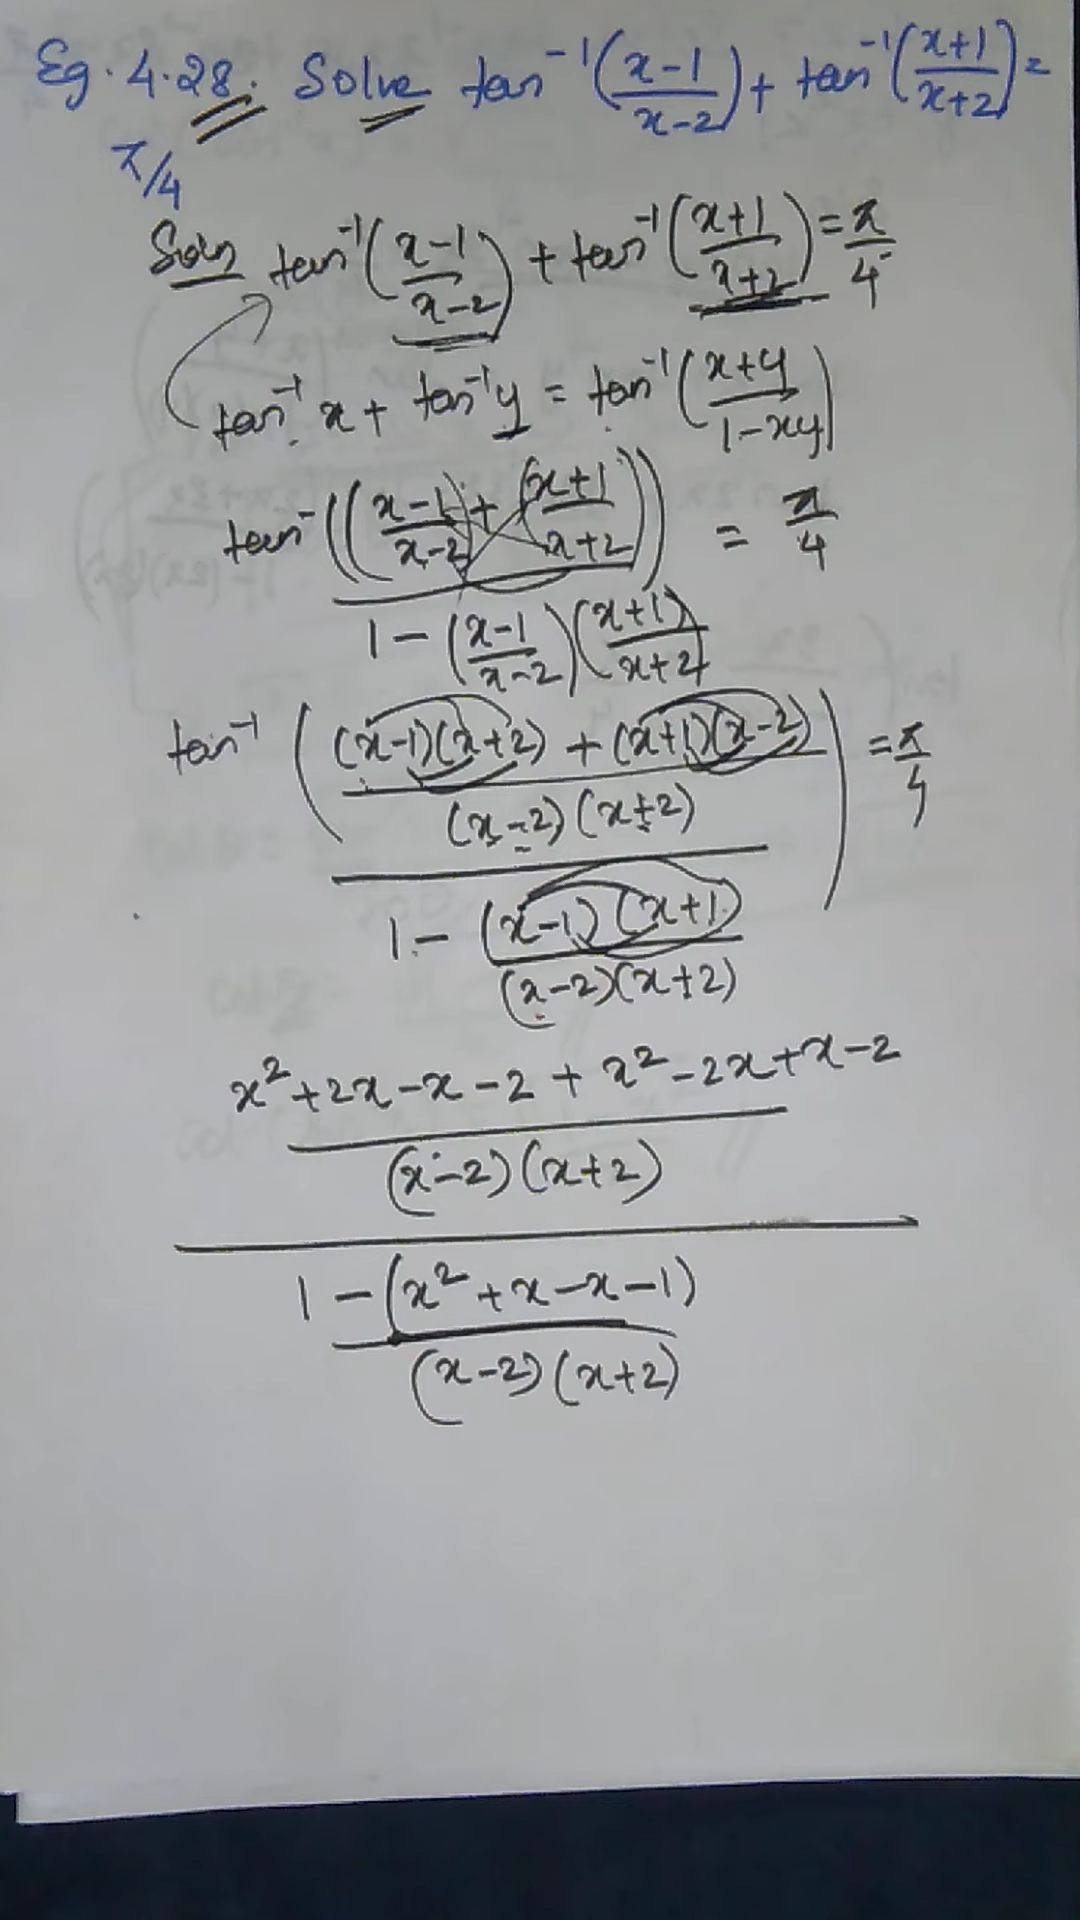 Eg. 4.28. Solve tan⁻¹((x-1)/(x-2)) + tan⁻¹((x+1)/(x+2)) =
π/4
Soln tan⁻¹((x-1)/(x-2)) + tan⁻¹((x+1)/(x+2)) = π/4
tan⁻¹ x + tan⁻¹ y = tan⁻¹((x+y)/(1-xy))
tan⁻(((x-1)/(x-2)) + ((x+1)/(x+2))) = π/4
1 - ((x-1)/(x-2))((x+1)/(x+2))
tan⁻¹ ((x-1)(x+2) + (x+1)(x-2)) = π/4
(x-2)(x+2)
1 - (x-1)(x+1)
(x-2)(x+2)
x² + 2x - x - 2 + x² - 2x + x - 2
(x-2)(x+2)
1 - (x² + x - x - 1)
(x-2)(x+2)